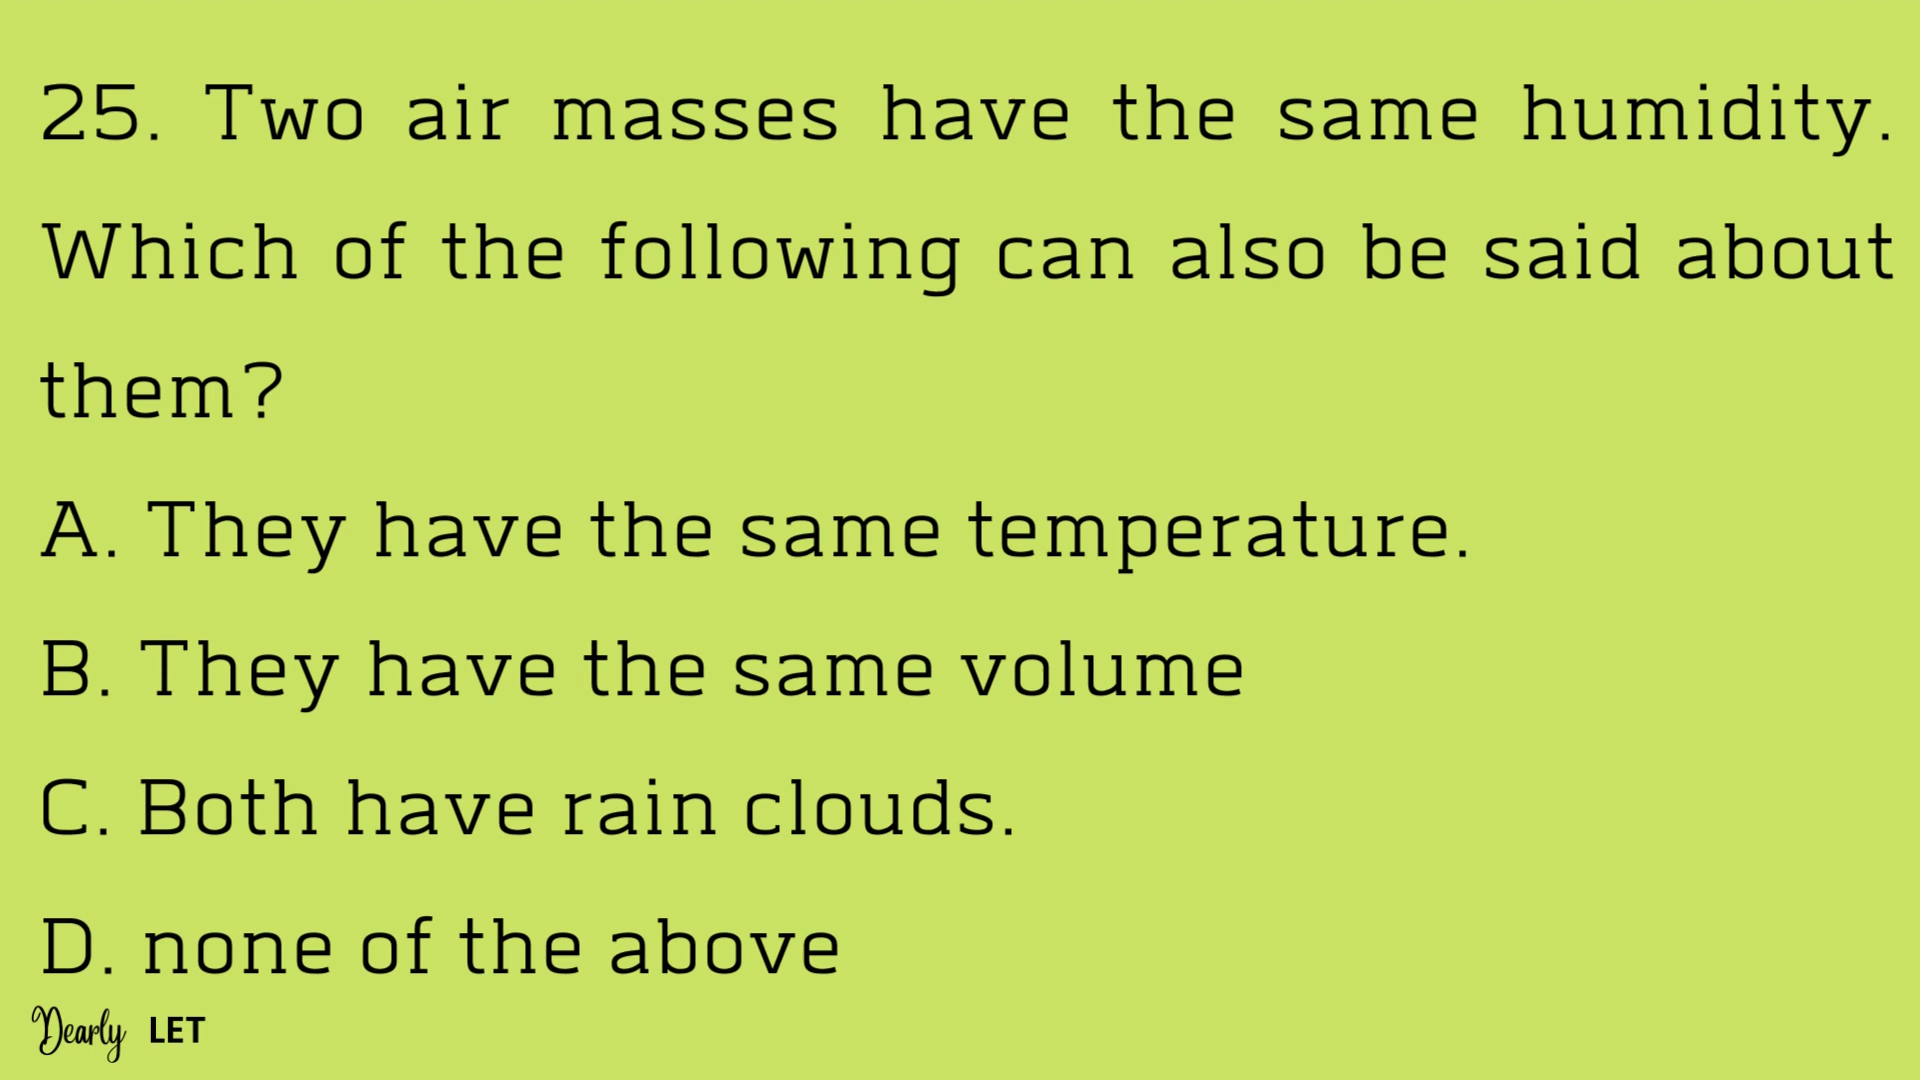 25. Two air masses have the same humidity.
Which of the following can also be said about
them?
A. They have the same temperature.
B. They have the same volume
C. Both have rain clouds.
D. none of the above
Dearly LET